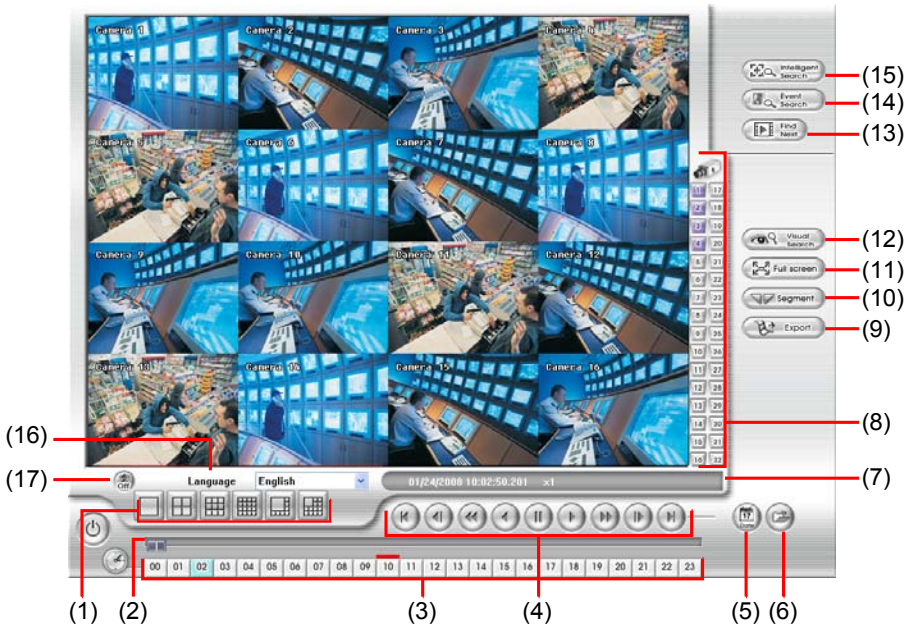 Camera 1 Camera 2 Camera 3 Camera 4
Intelligent Search (15)
Event Search (14)
Find Next (13)
Camera 5 Camera 6 Camera 7 Camera 8
1 17
2 18
3 19
4 20
5 21
6 22
7 23
8 24
9 25
10 26
11 27
12 28
13 29
14 30
15 31
16 32
Visual Search (12)
Full screen (11)
Segment (10)
Export (9)
Camera 9 Camera 10 Camera 11 Camera 12
Camera 13 Camera 14 Camera 15 Camera 16
(8)
(16)
(17) Off Language English 01/24/2008 10:02:50.201 x1 (7)
17 Date
00 01 02 03 04 05 06 07 08 09 10 11 12 13 14 15 16 17 18 19 20 21 22 23
(1) (2) (3) (4) (5) (6)